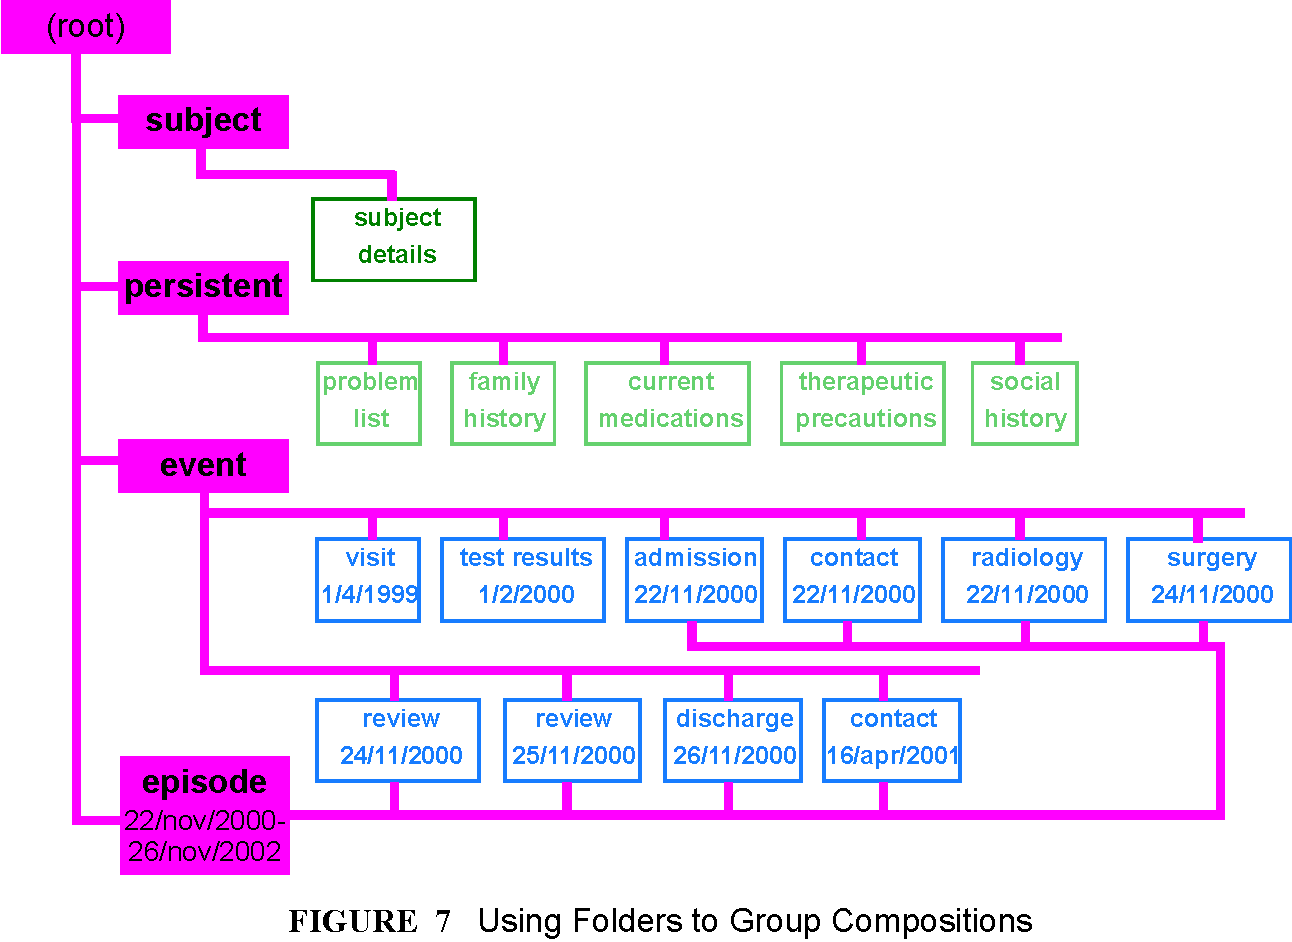 (root)
subject
subject
details
persistent
problem
list
family
history
current
medications
therapeutic
precautions
social
history
event
visit
1/4/1999
test results
1/2/2000
admission
22/11/2000
contact
22/11/2000
radiology
22/11/2000
surgery
24/11/2000
review
24/11/2000
review
25/11/2000
discharge
26/11/2000
contact
16/apr/2001
episode
22/nov/2000-
26/nov/2002
FIGURE 7 Using Folders to Group Compositions